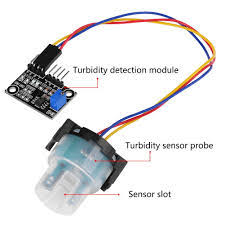 Turbidity detection module
Turbidity sensor probe
Sensor slot